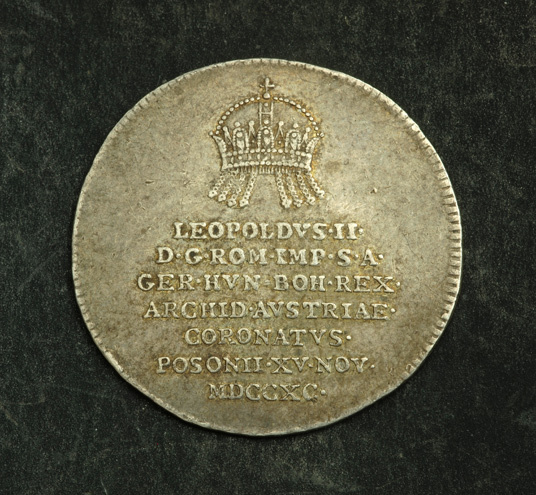 LEOPOLDVS·II·
D·G·ROM·IMP·S·A·
GER·HVN·BOH·REX·
ARCHID·AVSTRIAE·
CORONATVS·
POSONII·XV·NOV·
MDCCXC·